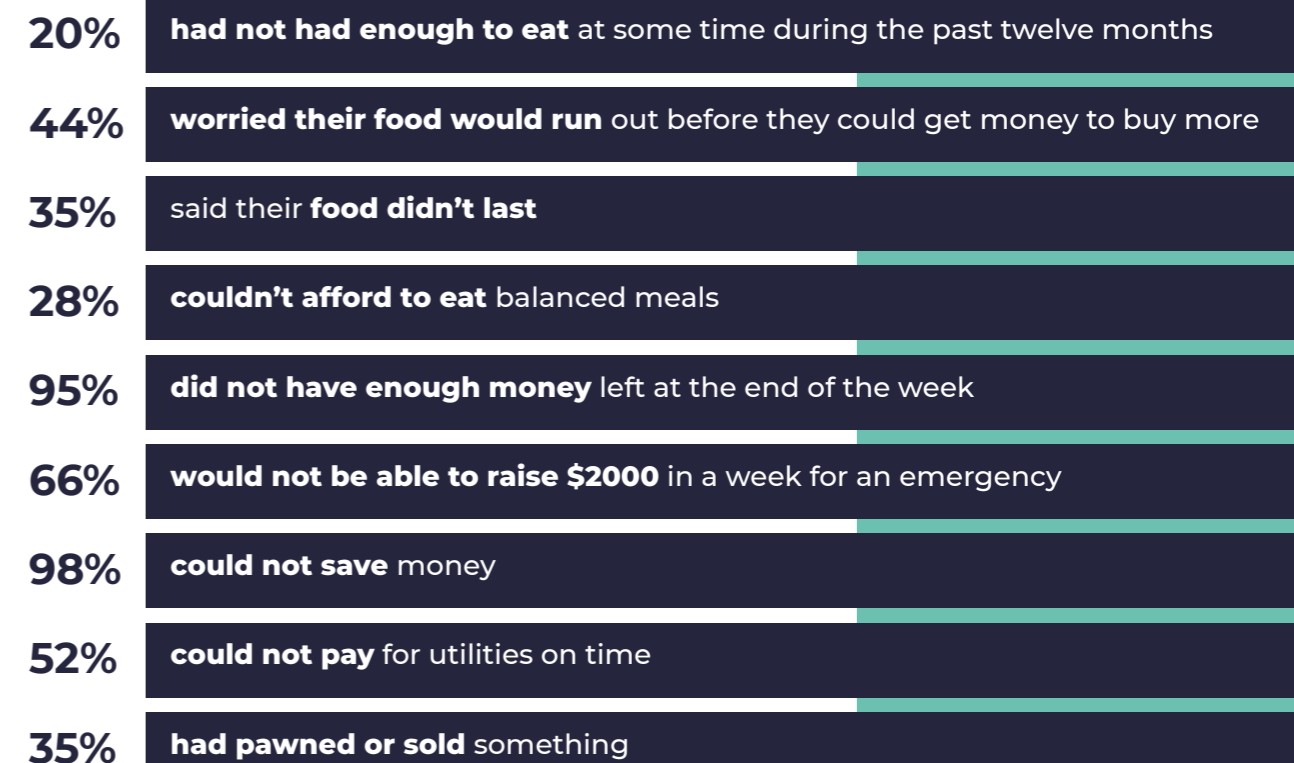 20% had not had enough to eat at some time during the past twelve months
44% worried their food would run out before they could get money to buy more
35% said their food didn’t last
28% couldn’t afford to eat balanced meals
95% did not have enough money left at the end of the week
66% would not be able to raise $2000 in a week for an emergency
98% could not save money
52% could not pay for utilities on time
35% had pawned or sold something